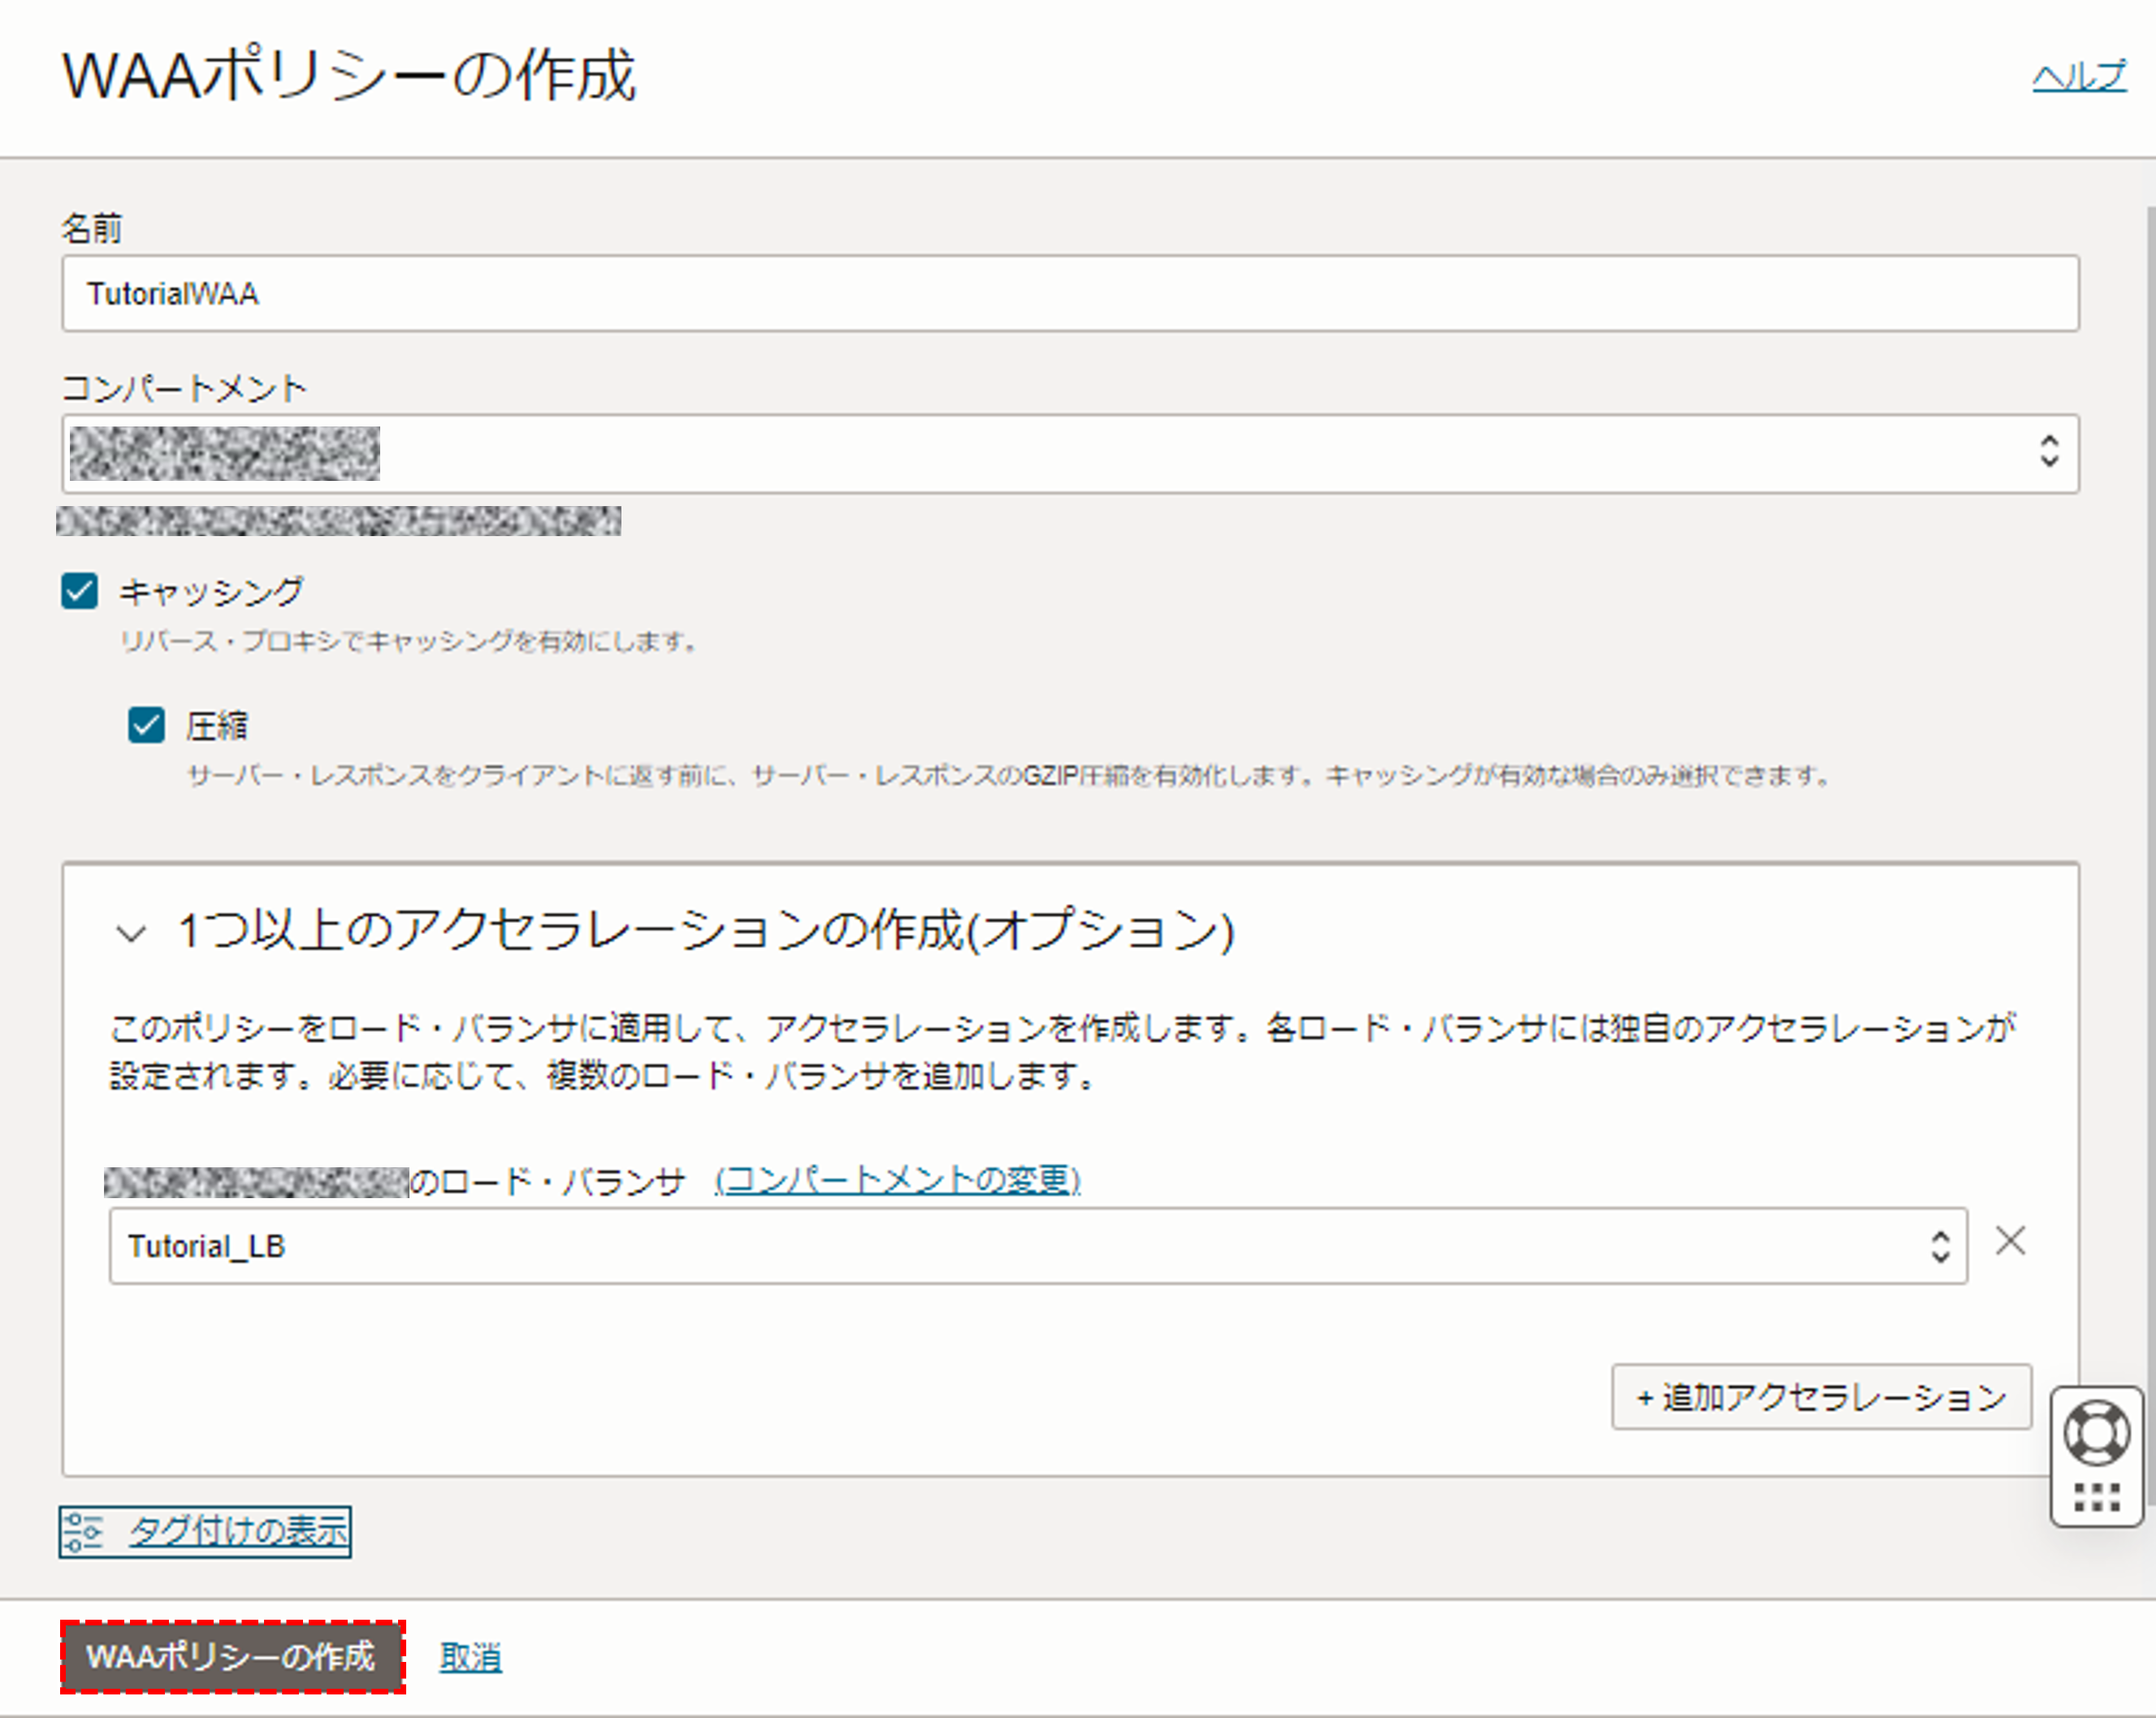 WAAポリシーの作成
ヘルプ
名前
TutorialWAA
コンパートメント
キャッシング
リバース・プロキシでキャッシングを有効にします。
圧縮
サーバー・レスポンスをクライアントに返す前に、サーバー・レスポンスのGZIP圧縮を有効化します。キャッシングが有効な場合のみ選択できます。
1つ以上のアクセラレーションの作成(オプション)
このポリシーをロード・バランサに適用して、アクセラレーションを作成します。各ロード・バランサには独自のアクセラレーションが
設定されます。必要に応じて、複数のロード・バランサを追加します。
のロード・バランサ (コンパートメントの変更)
Tutorial_LB
+ 追加アクセラレーション
タグ付けの表示
WAAポリシーの作成
取消